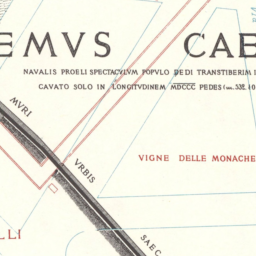 EMVS CAE
NAVALIS PROELI SPECTACVLVM POPVLO DEDI TRANSTIBERIM
CAVATO SOLO IN LONGITVDINEM MDCCC PEDES (
MVRI
VRBIS
VIGNE DELLE MONACHE
LLI
SAEC